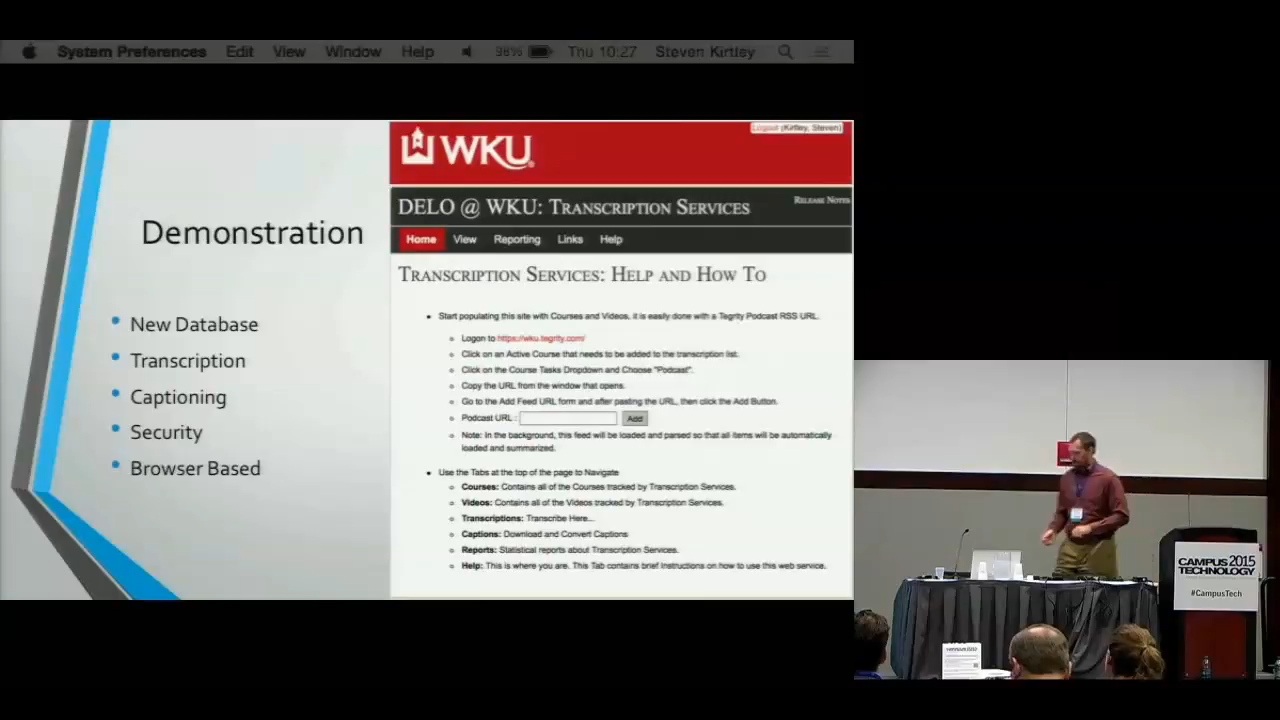 System Preferences Edit View Window Help 98% Thu 10:27 Steven Kirtley
Demonstration
New Database
Transcription
Captioning
Security
Browser Based
Logout (Kirtley, Steven)
WKU
DELO @ WKU: TRANSCRIPTION SERVICES
RELEASE NOTES
Home View Reporting Links Help
TRANSCRIPTION SERVICES: HELP AND HOW TO
Start populating this site with Courses and Videos, it is easily done with a Tegrity Podcast RSS URL.
Logon to https://wku.tegrity.com/
Click on an Active Course that needs to be added to the transcription list.
Click on the Course Tasks Dropdown and Choose "Podcast".
Copy the URL from the window that opens.
Go to the Add Feed URL form and after pasting the URL, then click the Add Button.
Podcast URL : Add
Note: In the background, this feed will be loaded and parsed so that all items will be automatically
loaded and summarized.
Use the Tabs at the top of the page to Navigate
Courses: Contains all of the Courses tracked by Transcription Services.
Videos: Contains all of the Videos tracked by Transcription Services.
Transcriptions: Transcribe Here...
Captions: Download and Convert Captions
Reports: Statistical reports about Transcription Services.
Help: This is where you are. This Tab contains brief Instructions on how to use this web service.
CAMPUS 2015
TECHNOLOGY
#CampusTech